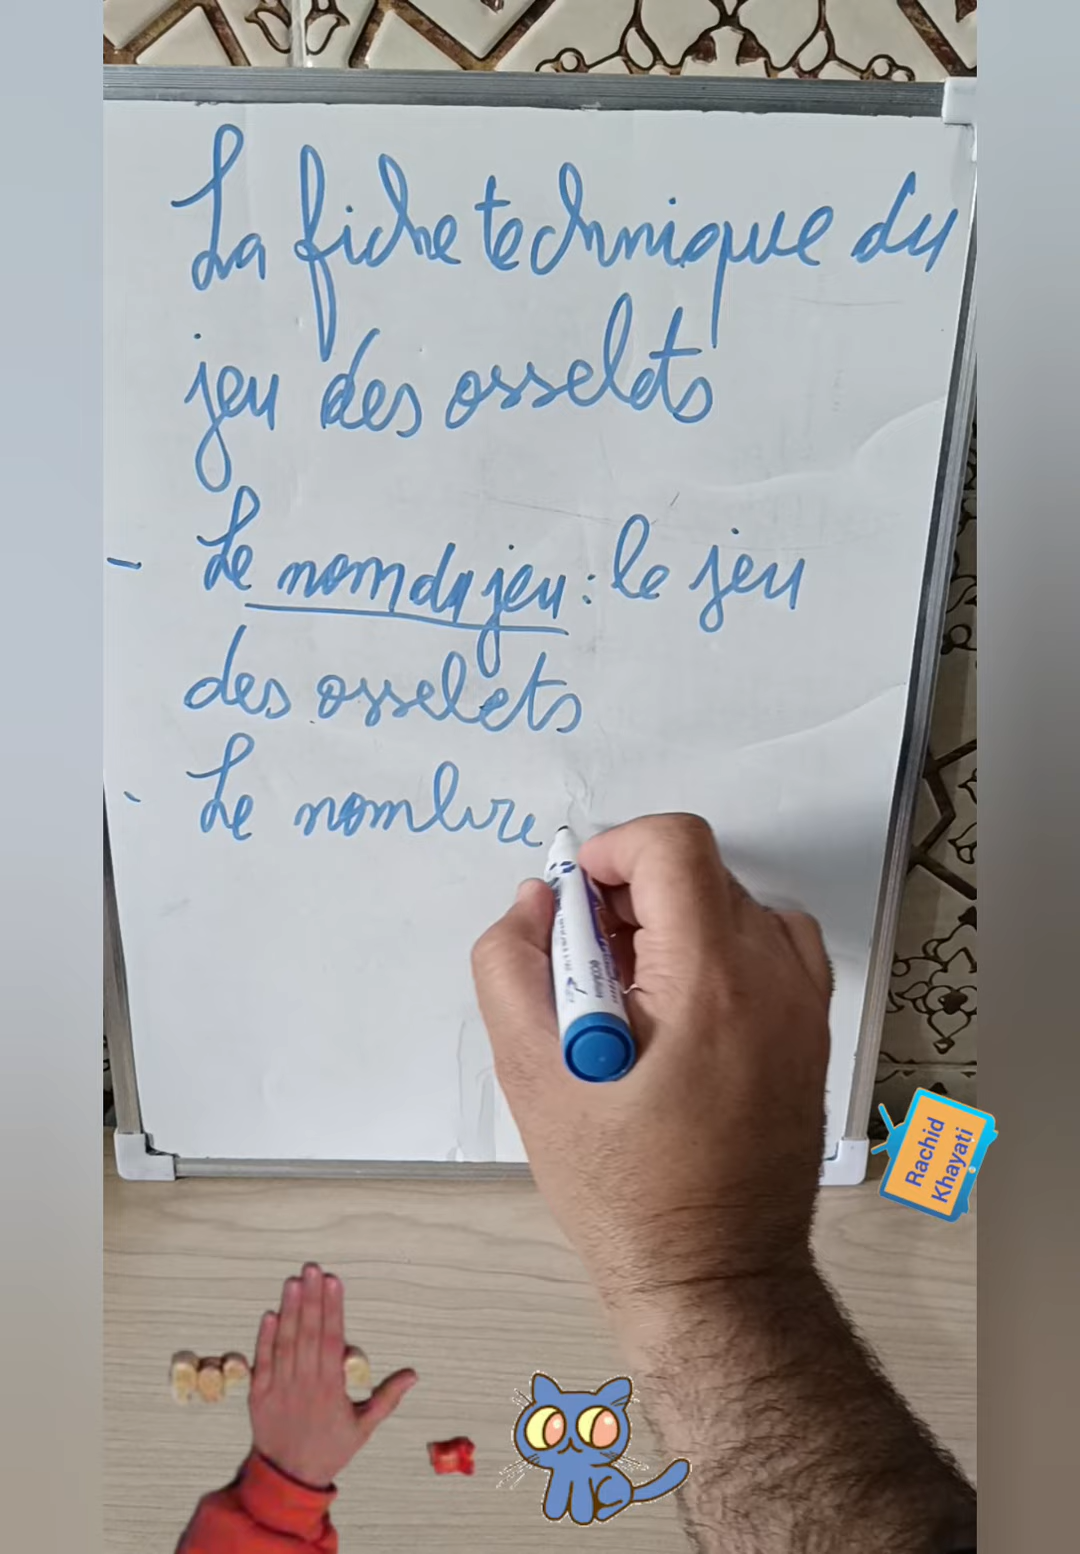 La fiche technique du
jeu des osselets
- Le nom du jeu : le jeu
des osselets
- Le nombre
Rachid
Khayati